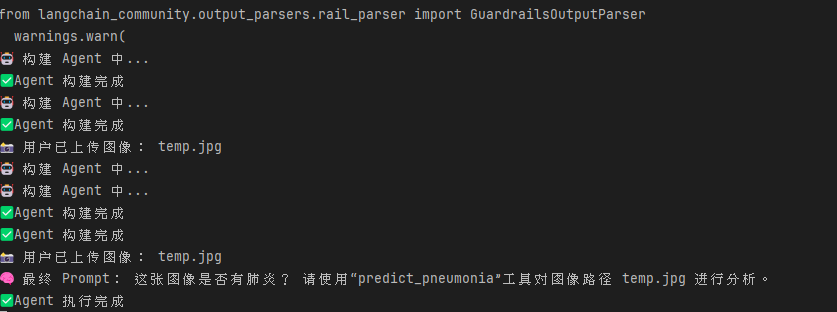 from langchain_community.output_parsers.rail_parser import GuardrailsOutputParser
warnings.warn(
🤖 构建 Agent 中...
✅Agent 构建完成
🤖 构建 Agent 中...
✅Agent 构建完成
📸 用户已上传图像： temp.jpg
🤖 构建 Agent 中...
🤖 构建 Agent 中...
✅Agent 构建完成
✅Agent 构建完成
📸 用户已上传图像： temp.jpg
🧠 最终 Prompt： 这张图像是否有肺炎？ 请使用“predict_pneumonia”工具对图像路径 temp.jpg 进行分析。
✅Agent 执行完成